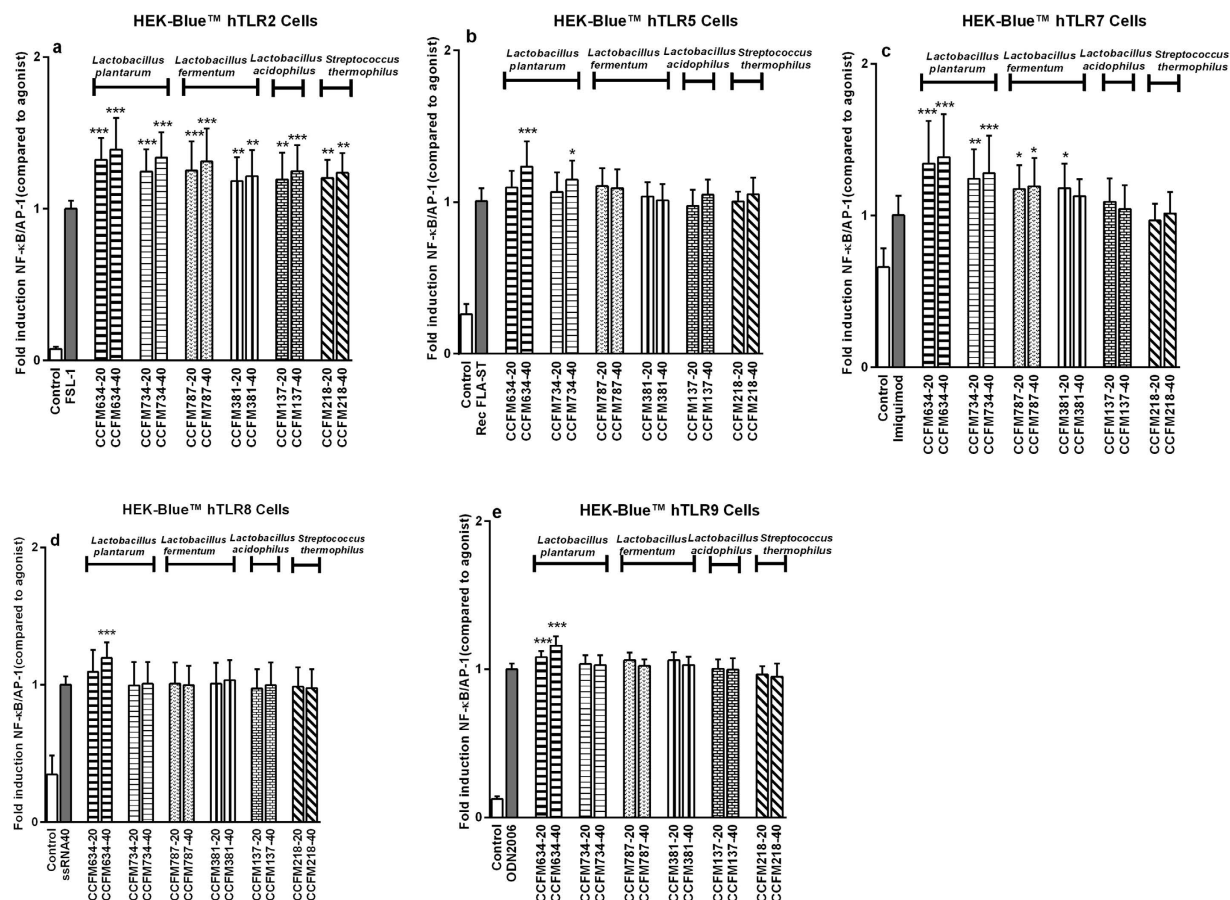 HEK-Blue™ hTLR2 Cells
a
Lactobacillus plantarum
Lactobacillus fermentum
Lactobacillus acidophilus
Streptococcus thermophilus
Fold induction NF-κB/AP-1(compared to agonist)
2
1
0
*** *** *** *** *** *** ** ** ** *** ** **
Control
FSL-1
CCFM634-20
CCFM634-40
CCFM734-20
CCFM734-40
CCFM787-20
CCFM787-40
CCFM381-20
CCFM381-40
CCFM137-20
CCFM137-40
CCFM218-20
CCFM218-40
HEK-Blue™ hTLR5 Cells
b
Lactobacillus plantarum
Lactobacillus fermentum
Lactobacillus acidophilus
Streptococcus thermophilus
Fold induction NF-κB/AP-1(compared to agonist)
2
1
0
*** *
Control
Rec FLA-ST
CCFM634-20
CCFM634-40
CCFM734-20
CCFM734-40
CCFM787-20
CCFM787-40
CCFM381-20
CCFM381-40
CCFM137-20
CCFM137-40
CCFM218-20
CCFM218-40
HEK-Blue™ hTLR7 Cells
c
Lactobacillus plantarum
Lactobacillus fermentum
Lactobacillus acidophilus
Streptococcus thermophilus
Fold induction NF-κB/AP-1(compared to agonist)
2
1
0
*** *** ** *** * * *
Control
Imiquimod
CCFM634-20
CCFM634-40
CCFM734-20
CCFM734-40
CCFM787-20
CCFM787-40
CCFM381-20
CCFM381-40
CCFM137-20
CCFM137-40
CCFM218-20
CCFM218-40
HEK-Blue™ hTLR8 Cells
d
Lactobacillus plantarum
Lactobacillus fermentum
Lactobacillus acidophilus
Streptococcus thermophilus
Fold induction NF-κB/AP-1(compared to agonist)
2
1
0
***
Control
ssRNA40
CCFM634-20
CCFM634-40
CCFM734-20
CCFM734-40
CCFM787-20
CCFM787-40
CCFM381-20
CCFM381-40
CCFM137-20
CCFM137-40
CCFM218-20
CCFM218-40
HEK-Blue™ hTLR9 Cells
e
Lactobacillus plantarum
Lactobacillus fermentum
Lactobacillus acidophilus
Streptococcus thermophilus
Fold induction NF-κB/AP-1(compared to agonist)
2
1
0
*** ***
Control
ODN2006
CCFM634-20
CCFM634-40
CCFM734-20
CCFM734-40
CCFM787-20
CCFM787-40
CCFM381-20
CCFM381-40
CCFM137-20
CCFM137-40
CCFM218-20
CCFM218-40